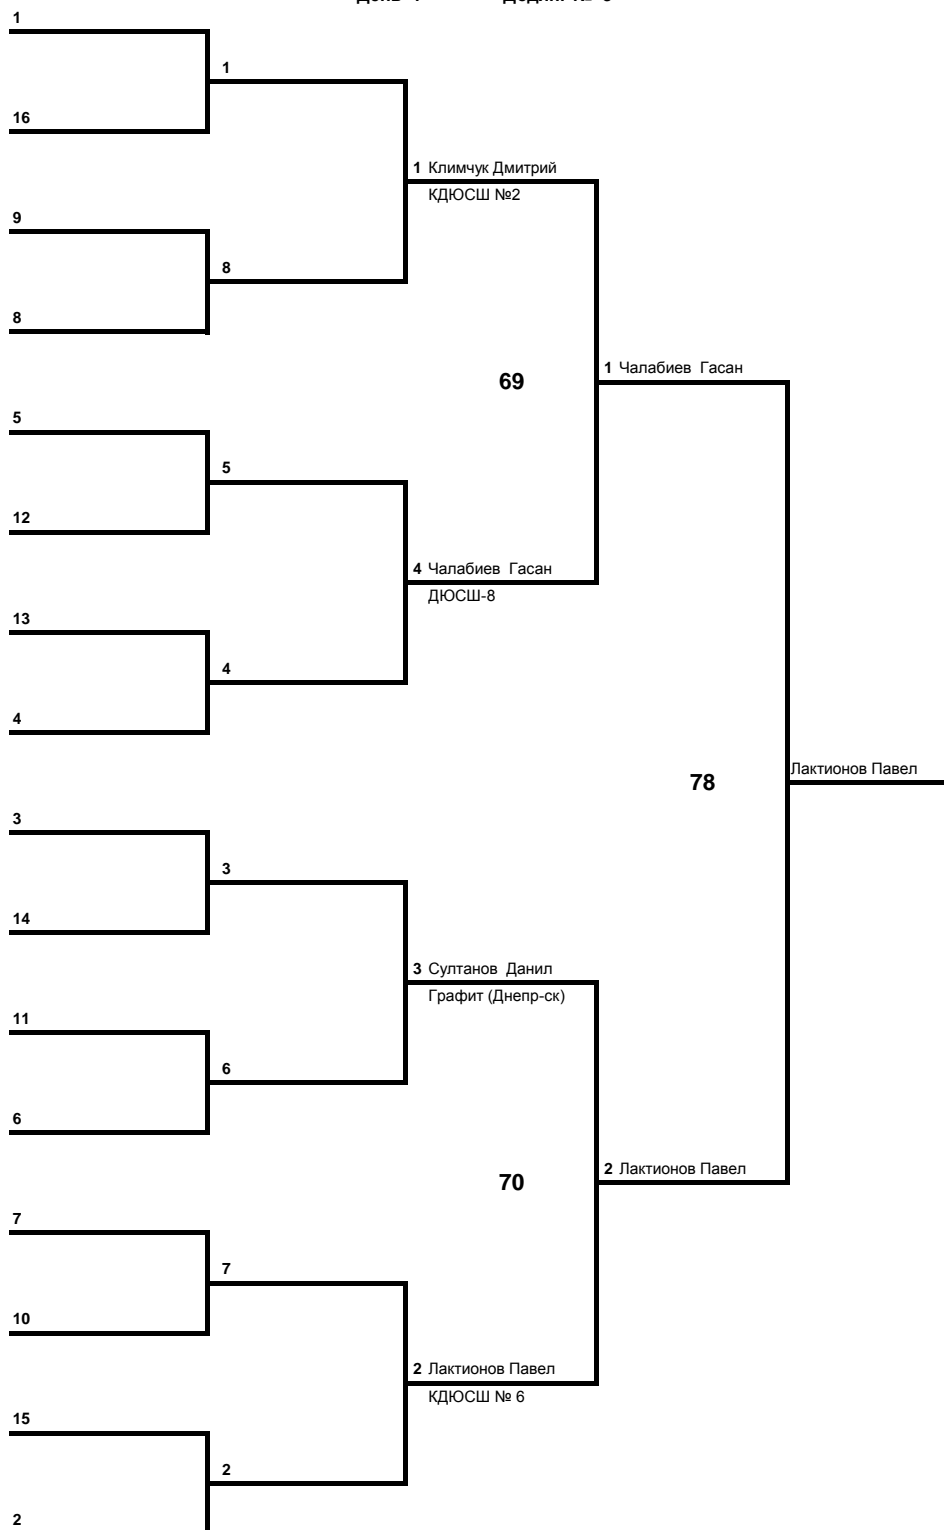 1
1
16
1 Климчук Дмитрий
КДЮСШ №2
9
8
8
69
1 Чалабиев Гасан
5
5
12
4 Чалабиев Гасан
ДЮСШ-8
13
4
4
78
Лактионов Павел
3
3
14
3 Султанов Данил
Графит (Днепр-ск)
11
6
6
70
2 Лактионов Павел
7
7
10
2 Лактионов Павел
КДЮСШ № 6
15
2
2